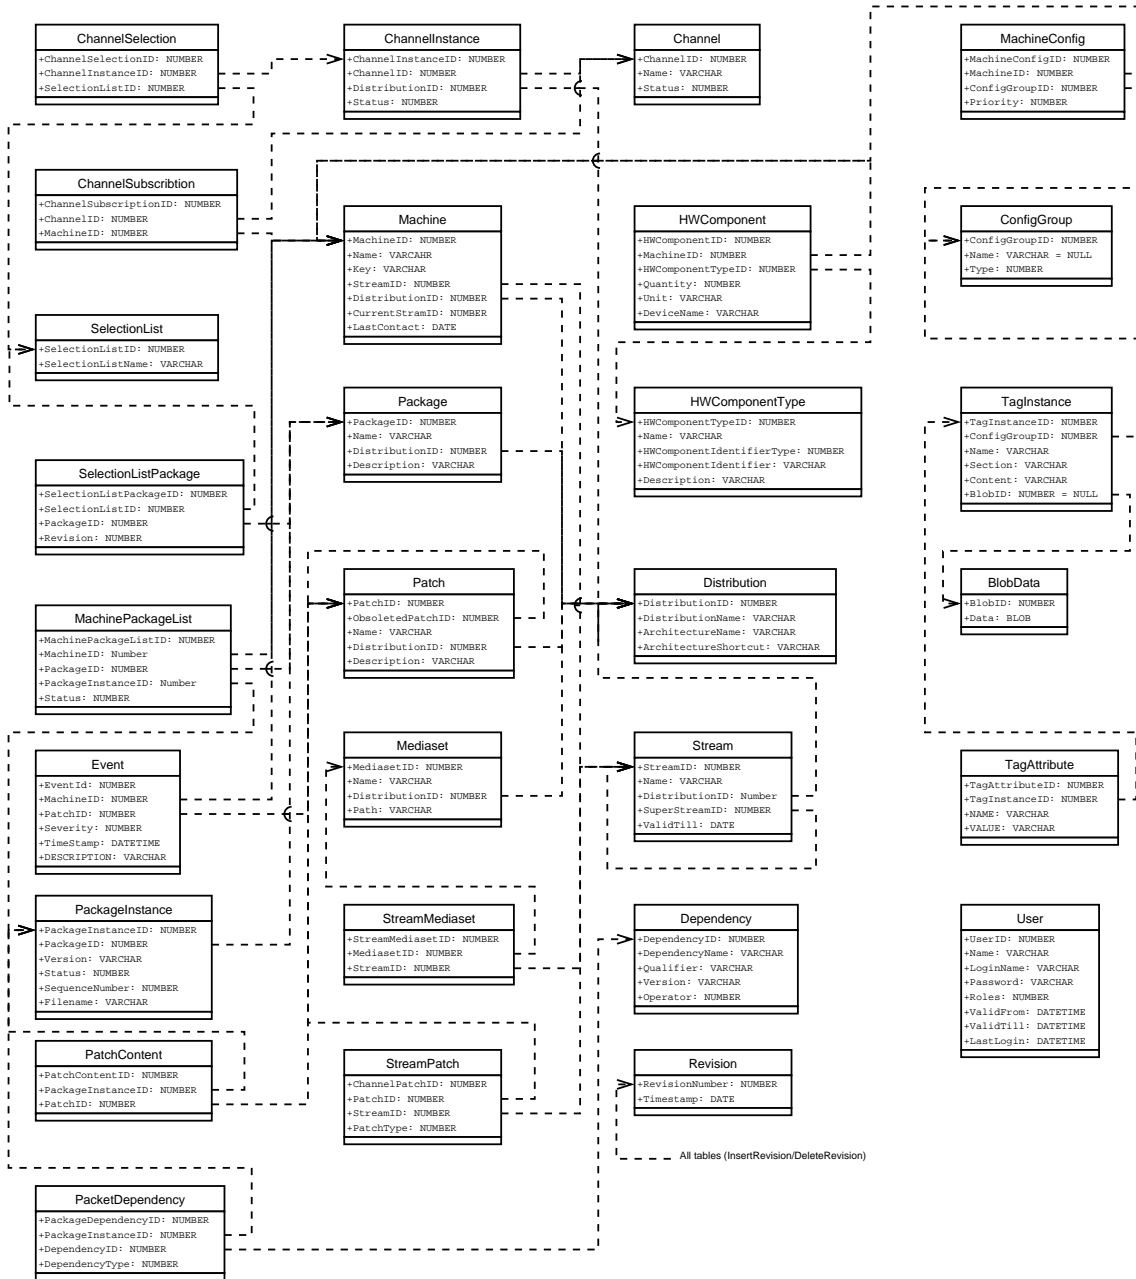 ChannelSelection
+ChannelSelectionID: NUMBER
+ChannelInstanceID: NUMBER
+SelectionListID: NUMBER
ChannelInstance
+ChannelInstanceID: NUMBER
+ChannelID: NUMBER
+DistributionID: NUMBER
+Status: NUMBER
Channel
+ChannelID: NUMBER
+Name: VARCHAR
+Status: NUMBER
MachineConfig
+MachineConfigID: NUMBER
+MachineID: NUMBER
+ConfigGroupID: NUMBER
+Priority: NUMBER
ChannelSubscribtion
+ChannelSubscriptionID: NUMBER
+ChannelID: NUMBER
+MachineID: NUMBER
Machine
+MachineID: NUMBER
+Name: VARCAHR
+Key: VARCHAR
+StreamID: NUMBER
+DistributionID: NUMBER
+CurrentStramID: NUMBER
+LastContact: DATE
HWComponent
+HWComponentID: NUMBER
+MachineID: NUMBER
+HWComponentTypeID: NUMBER
+Quantity: NUMBER
+Unit: VARCHAR
+DeviceName: VARCHAR
ConfigGroup
+ConfigGroupID: NUMBER
+Name: VARCHAR = NULL
+Type: NUMBER
SelectionList
+SelectionListID: NUMBER
+SelectionListName: VARCHAR
Package
+PackageID: NUMBER
+Name: VARCHAR
+DistributionID: NUMBER
+Description: VARCHAR
HWComponentType
+HWComponentTypeID: NUMBER
+Name: VARCHAR
+HWComponentIdentifierType: NUMBER
+HWComponentIdentifier: VARCHAR
+Description: VARCHAR
TagInstance
+TagInstanceID: NUMBER
+ConfigGroupID: NUMBER
+Name: VARCHAR
+Section: VARCHAR
+Content: VARCHAR
+BlobID: NUMBER = NULL
SelectionListPackage
+SelectionListPackageID: NUMBER
+SelectionListID: NUMBER
+PackageID: NUMBER
+Revision: NUMBER
Patch
+PatchID: NUMBER
+ObsoletedPatchID: NUMBER
+Name: VARCHAR
+DistributionID: NUMBER
+Description: VARCHAR
Distribution
+DistributionID: NUMBER
+DistributionName: VARCHAR
+ArchitectureName: VARCHAR
+ArchitectureShortcut: VARCHAR
BlobData
+BlobID: NUMBER
+Data: BLOB
MachinePackageList
+MachinePackageListID: NUMBER
+MachineID: Number
+PackageID: NUMBER
+PackageInstanceID: Number
+Status: NUMBER
Mediaset
+MediasetID: NUMBER
+Name: VARCHAR
+DistributionID: NUMBER
+Path: VARCHAR
Stream
+StreamID: NUMBER
+Name: VARCHAR
+DistributionID: Number
+SuperStreamID: NUMBER
+ValidTill: DATE
TagAttribute
+TagAttributeID: NUMBER
+TagInstanceID: NUMBER
+NAME: VARCHAR
+VALUE: VARCHAR
Event
+EventId: NUMBER
+MachineID: NUMBER
+PatchID: NUMBER
+Severity: NUMBER
+TimeStamp: DATETIME
+DESCRIPTION: VARCHAR
PackageInstance
+PackageInstanceID: NUMBER
+PackageID: NUMBER
+Version: VARCHAR
+Status: NUMBER
+SequenceNumber: NUMBER
+Filename: VARCHAR
StreamMediaset
+StreamMediasetID: NUMBER
+MediasetID: NUMBER
+StreamID: NUMBER
Dependency
+DependencyID: NUMBER
+DependencyName: VARCHAR
+Qualifier: VARCHAR
+Version: VARCHAR
+Operator: NUMBER
User
+UserID: NUMBER
+Name: VARCHAR
+LoginName: VARCHAR
+Password: VARCHAR
+Roles: NUMBER
+ValidFrom: DATETIME
+ValidTill: DATETIME
+LastLogin: DATETIME
PatchContent
+PatchContentID: NUMBER
+PackageInstanceID: NUMBER
+PatchID: NUMBER
StreamPatch
+ChannelPatchID: NUMBER
+PatchID: NUMBER
+StreamID: NUMBER
+PatchType: NUMBER
Revision
+RevisionNumber: NUMBER
+Timestamp: DATE
All tables (InsertRevision/DeleteRevision)
PacketDependency
+PackageDependencyID: NUMBER
+PackageInstanceID: NUMBER
+DependencyID: NUMBER
+DependencyType: NUMBER